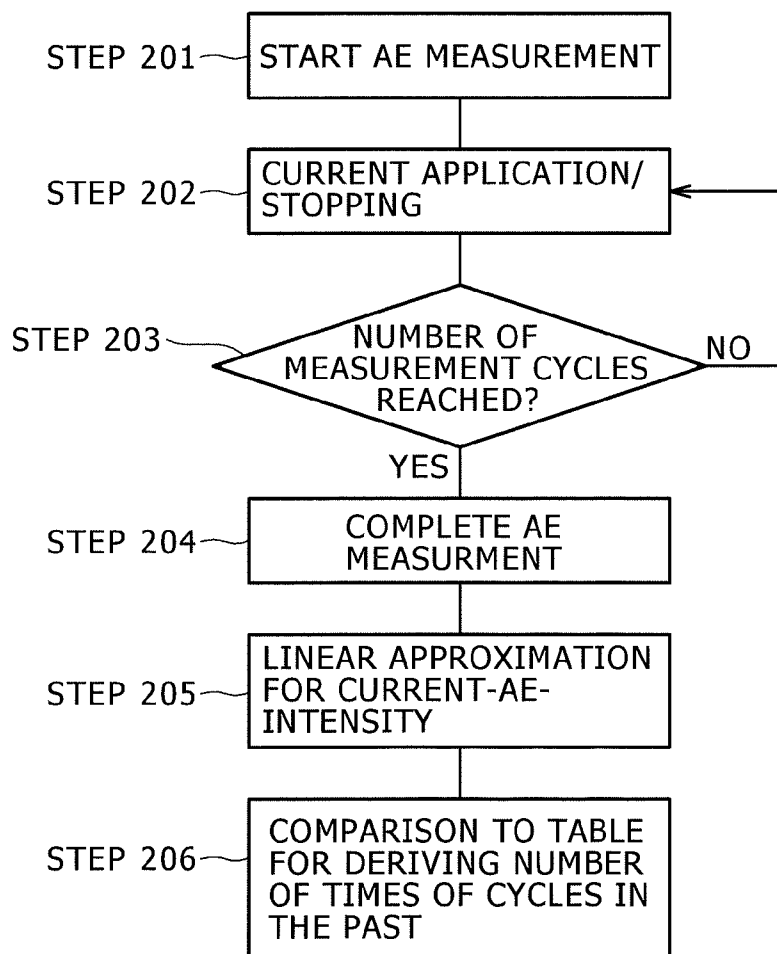 STEP 201
START AE MEASUREMENT
STEP 202
CURRENT APPLICATION/
STOPPING
STEP 203
NUMBER OF
MEASUREMENT CYCLES
REACHED?
NO
YES
STEP 204
COMPLETE AE
MEASURMENT
STEP 205
LINEAR APPROXIMATION
FOR CURRENT-AE-
INTENSITY
STEP 206
COMPARISON TO TABLE
FOR DERIVING NUMBER
OF TIMES OF CYCLES IN
THE PAST